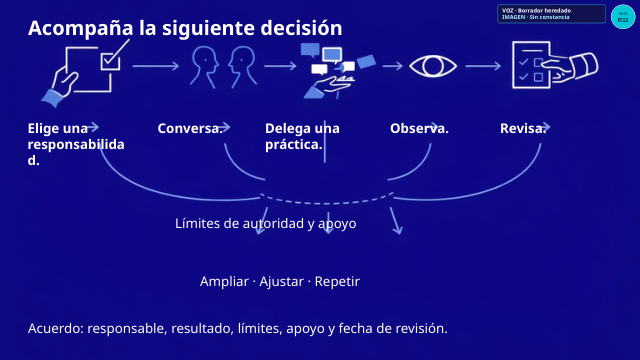 Acompaña la siguiente decisión
VOZ · Borrador heredado
IMAGEN · Sin constancia
R11
Elige una
responsabilida
d.
Conversa.
Delega una
práctica.
Observa.
Revisa.
Límites de autoridad y apoyo
Ampliar · Ajustar · Repetir
Acuerdo: responsable, resultado, límites, apoyo y fecha de revisión.